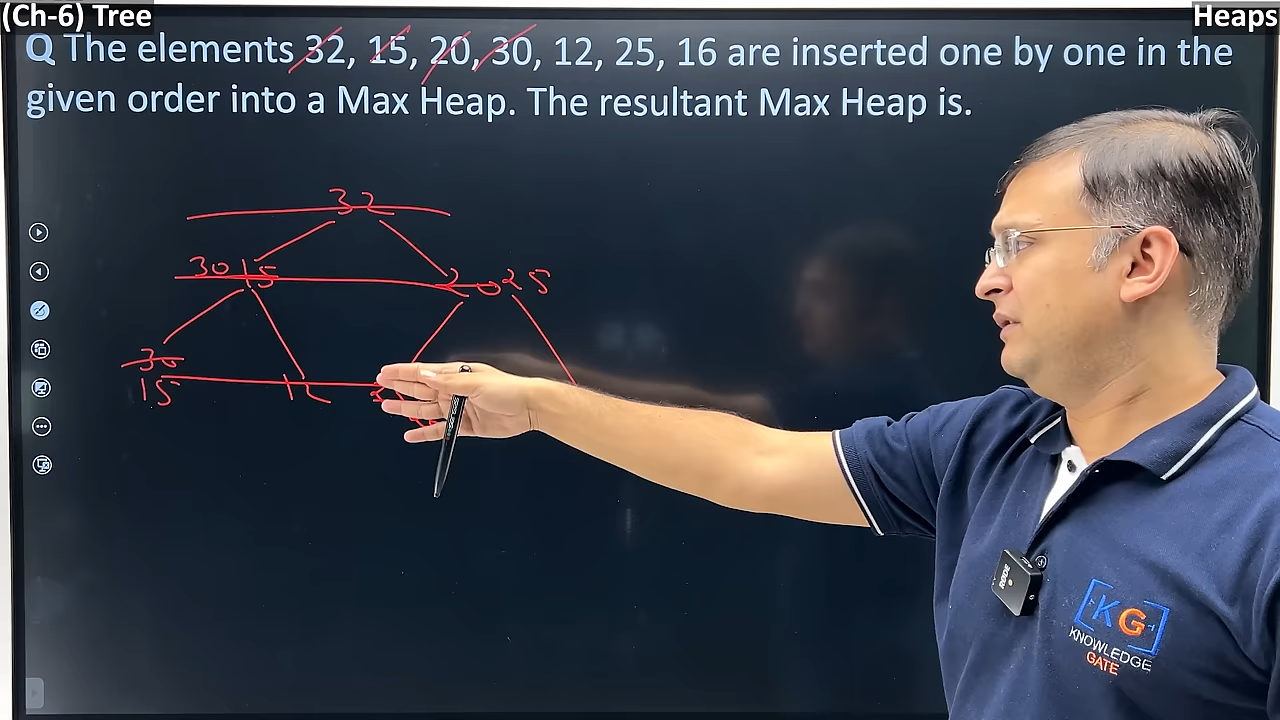 (Ch-6) Tree
Heaps
Q The elements 32, 15, 20, 30, 12, 25, 16 are inserted one by one in the
given order into a Max Heap. The resultant Max Heap is.
32
30 15
20 25
30
15 12
KG
KNOWLEDGE
GATE
RODE